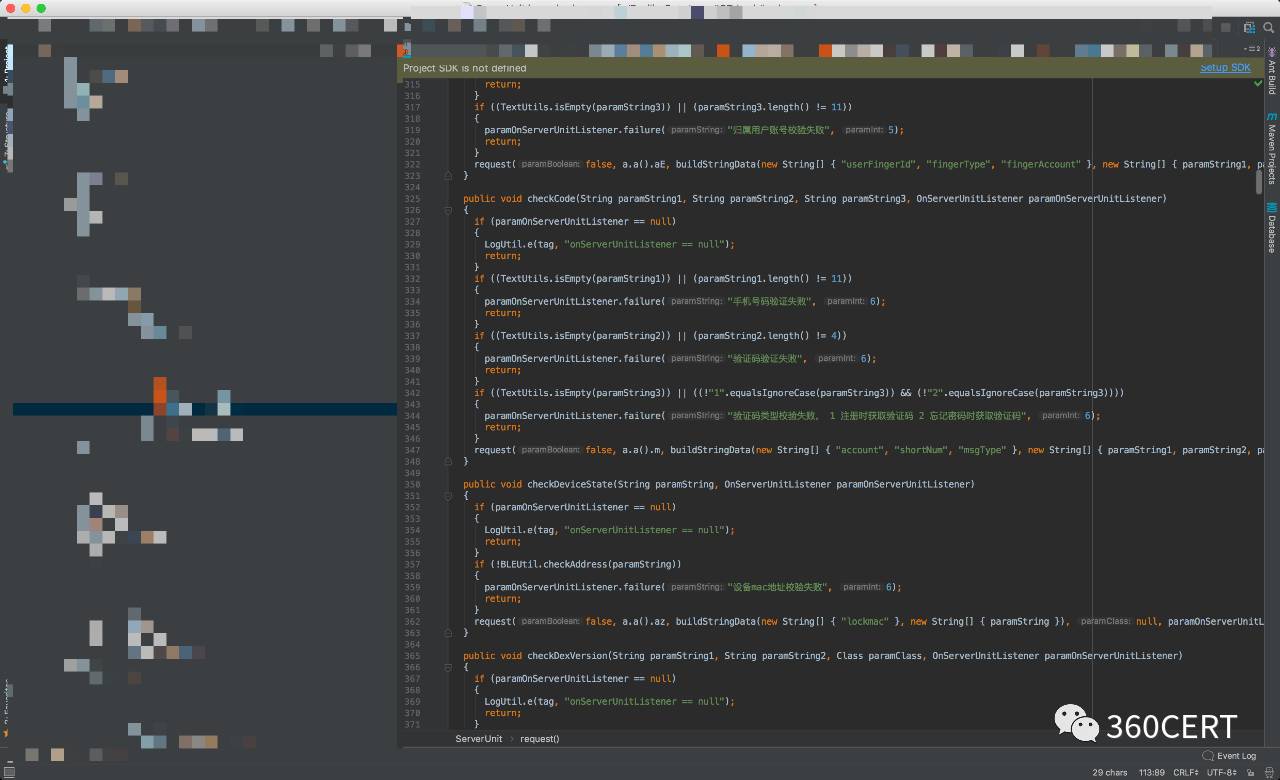 Project SDK is not defined
Setup SDK
315 return;
316 }
317 if ((TextUtils.isEmpty(paramString3)) || (paramString3.length() != 11))
318 {
319 paramOnServerUnitListener.failure( paramString: "归属用户账号校验失败", paramInt: 5);
320 return;
321 }
322 request( paramBoolean: false, a.a().aE, buildStringData(new String[] { "userFingerId", "fingerType", "fingerAccount" }, new String[] { paramString1,
323 }
324
325 public void checkCode(String paramString1, String paramString2, String paramString3, OnServerUnitListener paramOnServerUnitListener)
326 {
327 if (paramOnServerUnitListener == null)
328 {
329 LogUtil.e(tag, "onServerUnitListener == null");
330 return;
331 }
332 if ((TextUtils.isEmpty(paramString1)) || (paramString1.length() != 11))
333 {
334 paramOnServerUnitListener.failure( paramString: "手机号码验证失败", paramInt: 6);
335 return;
336 }
337 if ((TextUtils.isEmpty(paramString2)) || (paramString2.length() != 4))
338 {
339 paramOnServerUnitListener.failure( paramString: "验证码验证失败", paramInt: 6);
340 return;
341 }
342 if ((TextUtils.isEmpty(paramString3)) || ((!"1".equalsIgnoreCase(paramString3)) && (!"2".equalsIgnoreCase(paramString3))))
343 {
344 paramOnServerUnitListener.failure( paramString: "验证码类型校验失败， 1 注册时获取验证码 2 忘记密码时获取验证码", paramInt: 6);
345 return;
346 }
347 request( paramBoolean: false, a.a().m, buildStringData(new String[] { "account", "shortNum", "msgType" }, new String[] { paramString1, paramString2,
348 }
349
350 public void checkDeviceState(String paramString, OnServerUnitListener paramOnServerUnitListener)
351 {
352 if (paramOnServerUnitListener == null)
353 {
354 LogUtil.e(tag, "onServerUnitListener == null");
355 return;
356 }
357 if (!BLEUtil.checkAddress(paramString))
358 {
359 paramOnServerUnitListener.failure( paramString: "设备mac地址校验失败", paramInt: 6);
360 return;
361 }
362 request( paramBoolean: false, a.a().az, buildStringData(new String[] { "lockmac" }, new String[] { paramString }), paramClass: null, paramOnServerUnitL
363 }
364
365 public void checkDexVersion(String paramString1, String paramString2, Class paramClass, OnServerUnitListener paramOnServerUnitListener)
366 {
367 if (paramOnServerUnitListener == null)
368 {
369 LogUtil.e(tag, "onServerUnitListener == null");
370 return;
371 }
ServerUnit › request()
Ant Build
Maven Projects
Database
360CERT
Event Log
29 chars 113:89 CRLF UTF-8